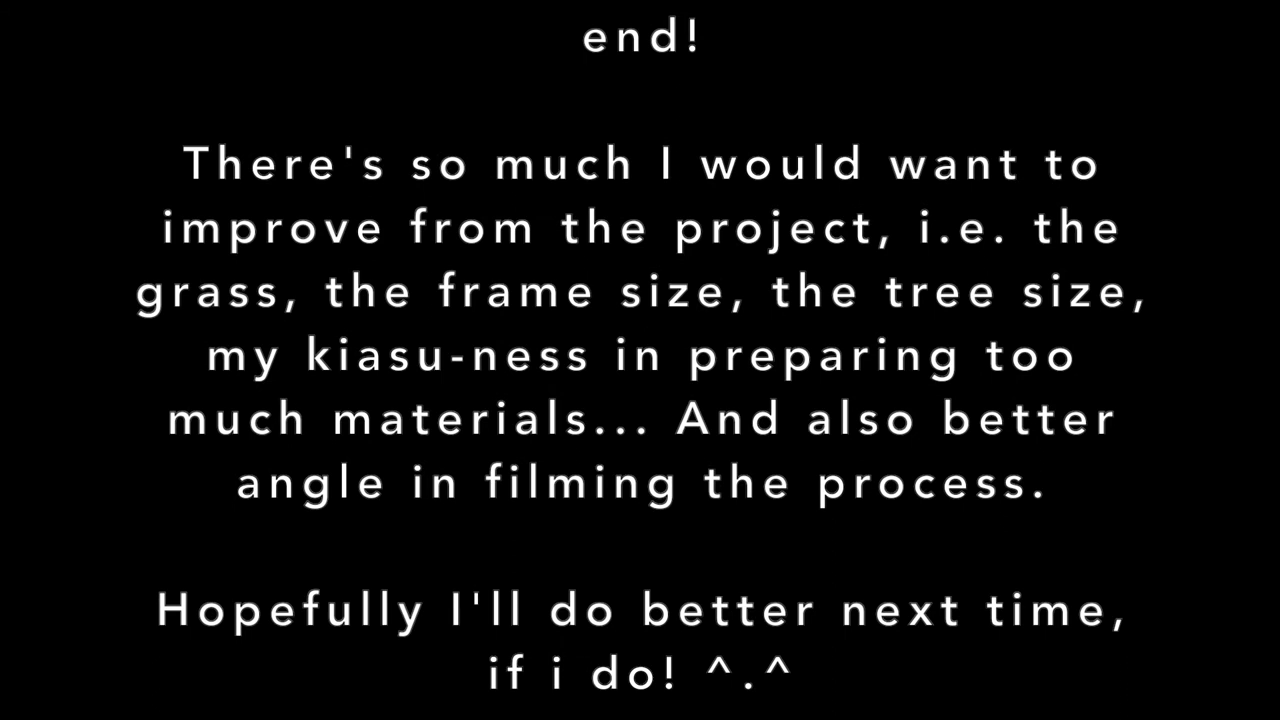 end!
There's so much I would want to
improve from the project, i.e. the
grass, the frame size, the tree size,
my kiasu-ness in preparing too
much materials... And also better
angle in filming the process.
Hopefully I'll do better next time,
if i do! ^.^